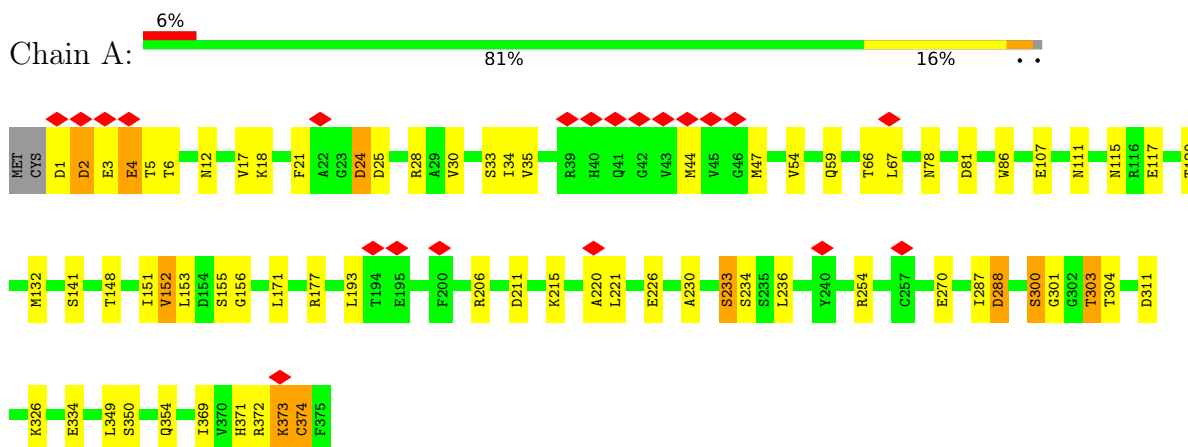 6%
Chain A:
81% 16% • •
MET CYS D1 D2 E3 E4 T5 T6 N12 V17 K18 F21 A22 G23 D24 D25 R28 A29 V30 S33 I34 V35 R39 H40 Q41 G42 V43 M44 V45 G46 M47 V54 Q59 T66 L67 N78 D81 W86 E107 N111 N115 R116 E117
M132 S141 T148 I151 V152 L153 D154 S155 G156 L171 R177 L193 T194 E195 F200 R206 D211 K215 A220 L221 E226 A230 S233 S234 S235 L236 Y240 R254 C257 E270 I287 D288 S300 G301 G302 T303 T304 D311
K326 E334 L349 S350 Q354 I369 V370 H371 R372 K373 C374 F375